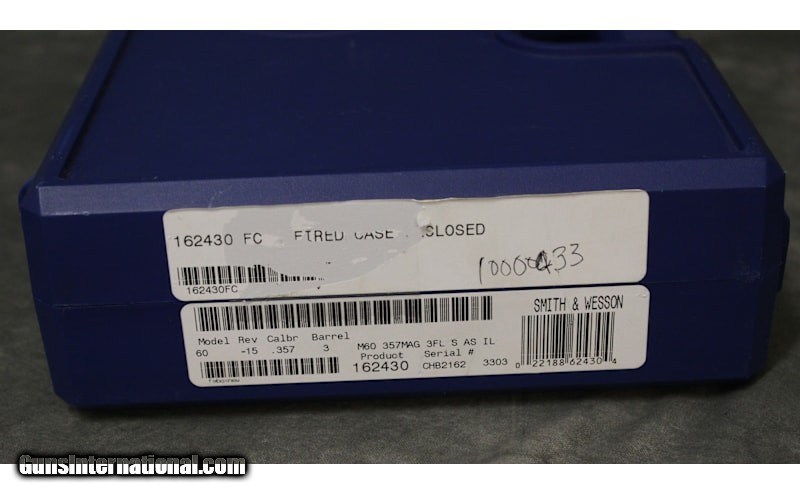 162430 FC FIRED CASE CLOSED
10000433
162430FC
SMITH & WESSON
Model Rev Calbr Barrel
60 -15 .357 3
M60 357MAG 3FL S AS IL
Product Serial #
162430 CHB2162 3303
0 22188 62430 4
GunsInternational.com